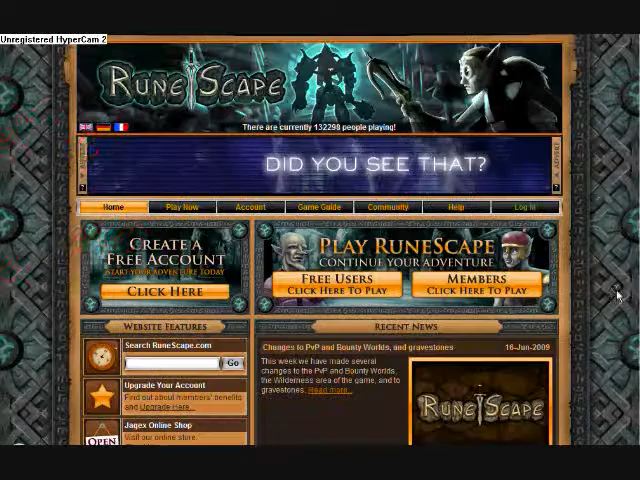 Unregistered HyperCam 2
RUNESCAPE
There are currently 132298 people playing!
DID YOU SEE THAT?
Home Play Now Account Game Guide Community Help Log In
CREATE A
FREE ACCOUNT
START YOUR ADVENTURE TODAY
CLICK HERE
PLAY RUNESCAPE
CONTINUE YOUR ADVENTURE
FREE USERS
CLICK HERE TO PLAY
MEMBERS
CLICK HERE TO PLAY
WEBSITE FEATURES
Search RuneScape.com
Go
Upgrade Your Account
Find out about members' benefits
and Upgrade Here...
Jagex Online Shop
Visit our online store.
OPEN
RECENT NEWS
Changes to PvP and Bounty Worlds, and gravestones 16-Jun-2009
This week we have made several
changes to the PvP and Bounty Worlds,
the Wilderness area of the game, and to
gravestones. Read more...
RUNESCAPE